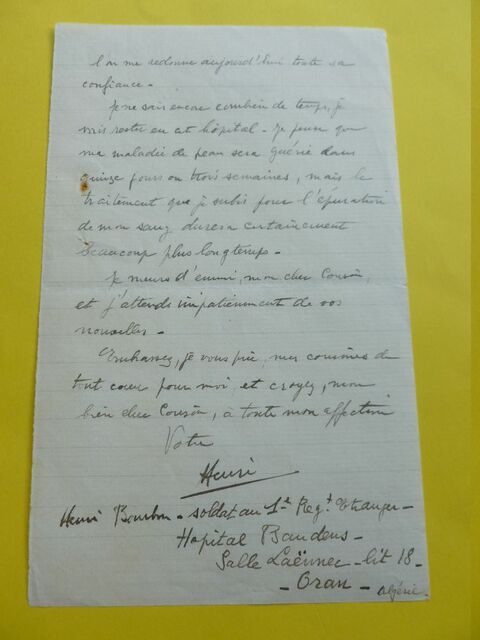 l'on me redonne aujourd'hui toute sa
confiance -
Je ne sais encore combien de temps, je
vais rester en cet hôpital - Je pense que
ma maladie de peau sera guérie dans
quinze jours ou trois semaines, mais le
traitement que je subis pour l'épuration
de mon sang durera certainement
beaucoup plus longtemps -
Je meurs d'ennui, mon cher Cousin,
et j'attends impatiemment de vos
nouvelles -
Embrassez, je vous prie, mes cousines de
tout cœur pour moi, et croyez, mon
bien cher Cousin, à toute mon affection
Votre
Henri
Henri Bourbon - soldat au 1er Regt Etranger -
Hopital Baudens -
Salle Laënnec - lit 18 -
- Oran - Algérie -